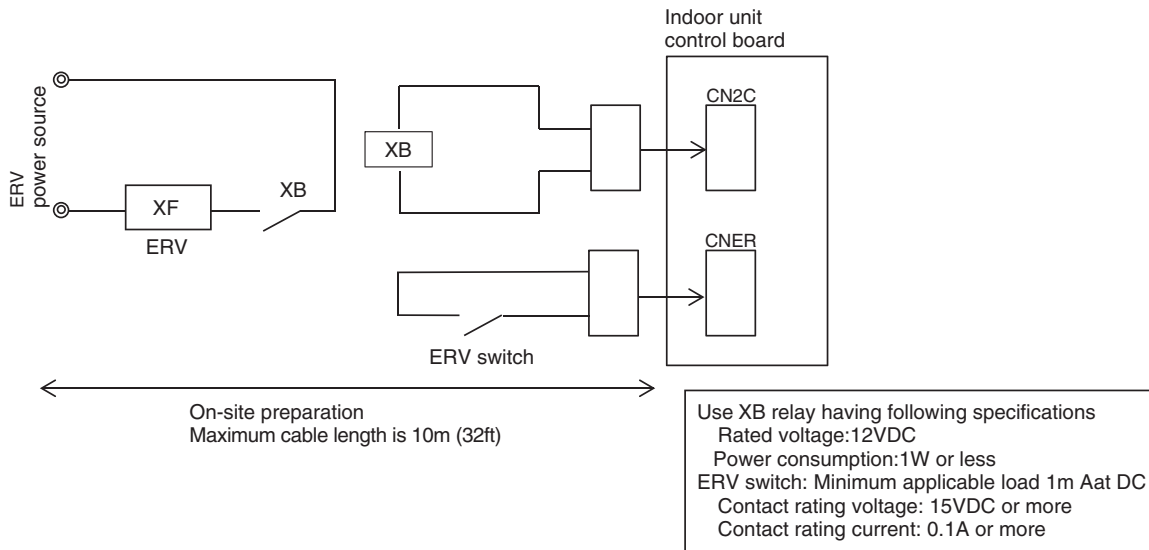 Indoor unit
control board
CN2C
ERV
power source
XB
XB
XF
ERV
CNER
ERV switch
On-site preparation
Maximum cable length is 10m (32ft)
Use XB relay having following specifications
Rated voltage:12VDC
Power consumption:1W or less
ERV switch: Minimum applicable load 1m Aat DC
Contact rating voltage: 15VDC or more
Contact rating current: 0.1A or more